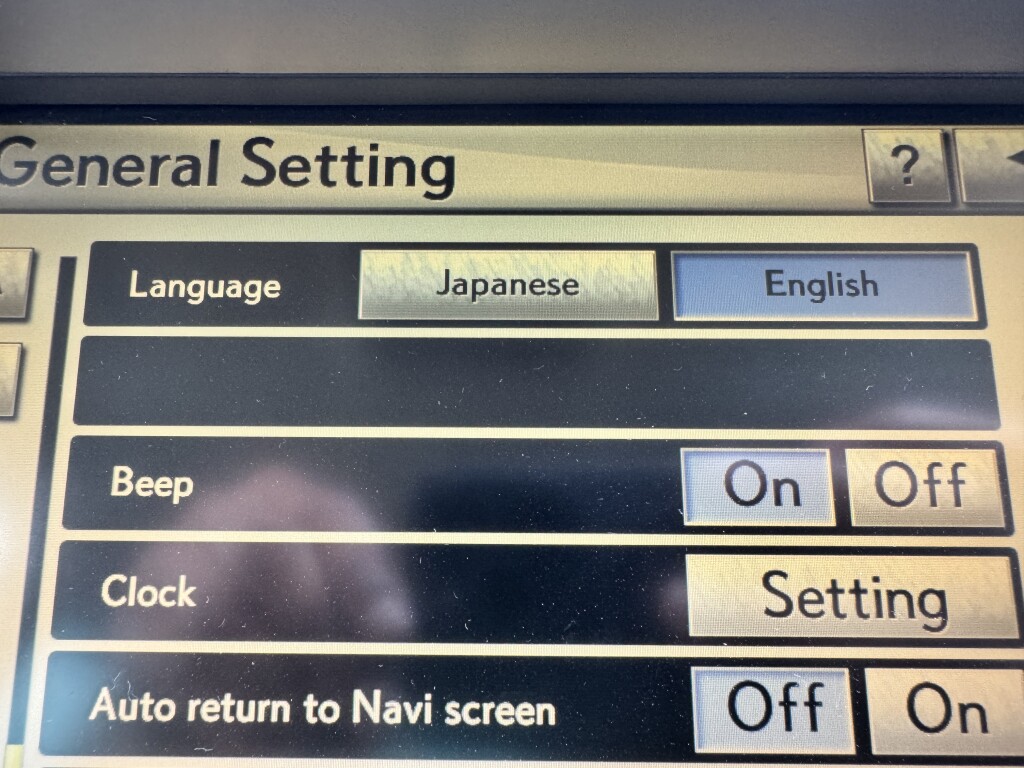 General Setting ?
Language Japanese English
Beep On Off
Clock Setting
Auto return to Navi screen Off On